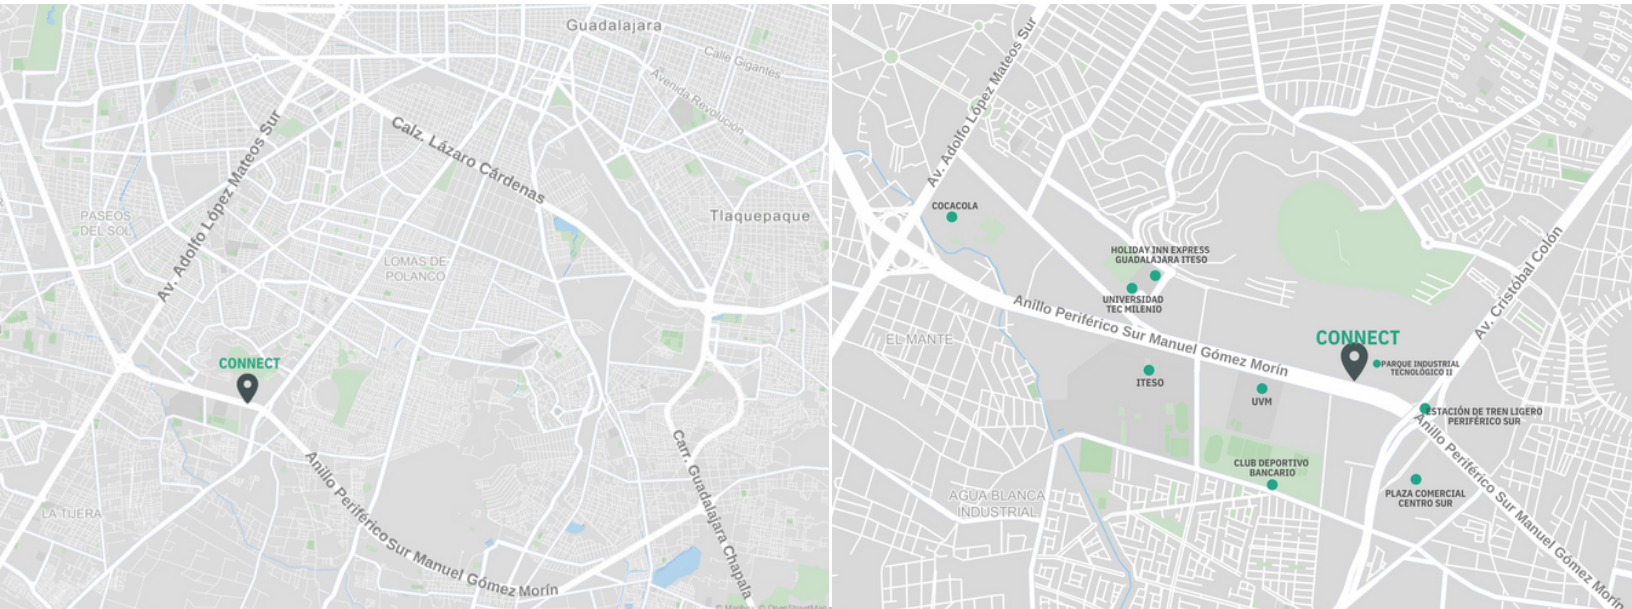 Guadalajara
Calle Gigantes
Avenida Revolución
Calz. Lázaro Cárdenas
Av. Adolfo López Mateos Sur
PASEOS
DEL SOL
Tlaquepaque
LOMAS DE
POLANCO
CONNECT
LA TIJERA
Anillo Periférico Sur Manuel Gómez Morín
Carr. Guadalajara Chapala
© Mapbox © OpenStreetMap
Av. Adolfo López Mateos Sur
COCACOLA
HOLIDAY INN EXPRESS
GUADALAJARA ITESO
UNIVERSIDAD
TEC MILENIO
Av. Cristóbal Colón
Anillo Periférico Sur Manuel Gómez Morín
EL MANTE
CONNECT
PARQUE INDUSTRIAL
TECNOLÓGICO II
ITESO
UVM
ESTACIÓN DE TREN LIGERO
PERIFÉRICO SUR
Anillo Periférico Sur Manuel Gómez Morín
CLUB DEPORTIVO
BANCARIO
PLAZA COMERCIAL
CENTRO SUR
AGUA BLANCA
INDUSTRIAL